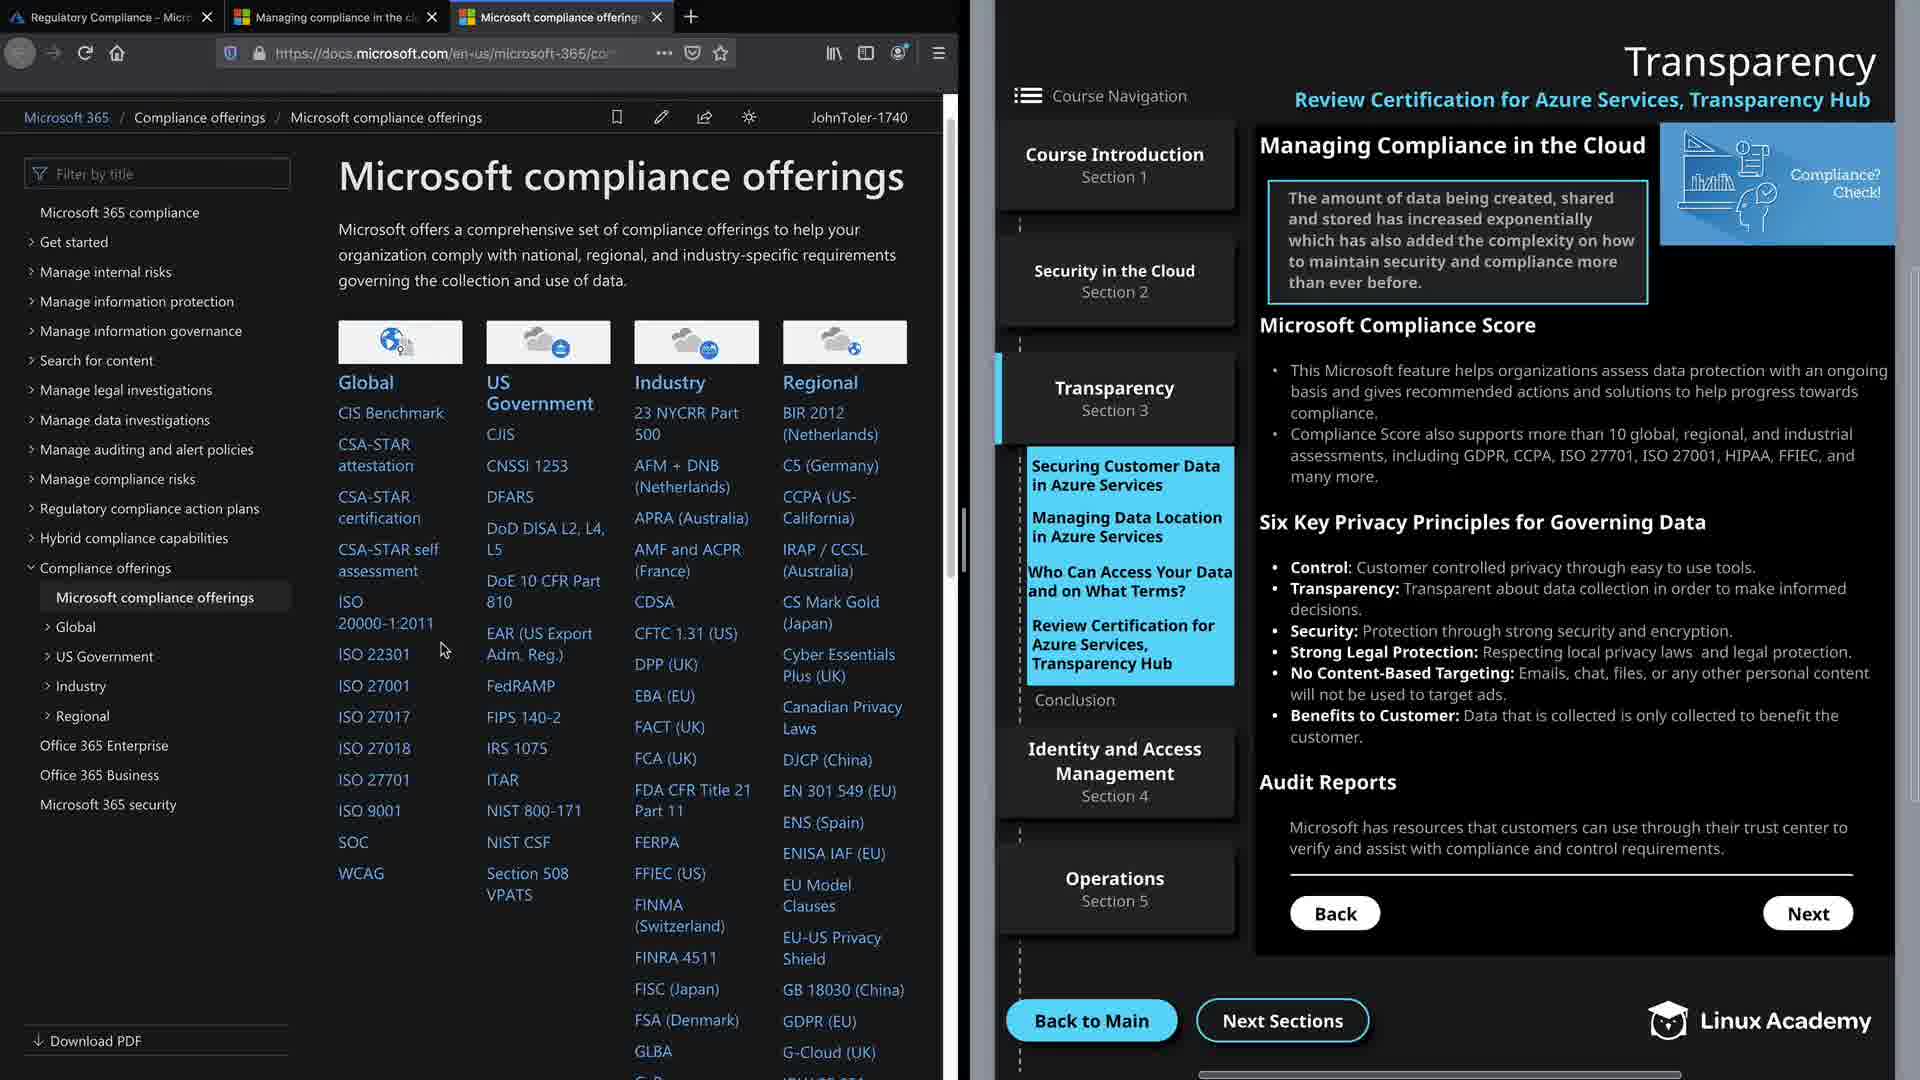 Regulatory Compliance – Micr
Managing compliance in the cl
Microsoft compliance offering
https://docs.microsoft.com/en-us/microsoft-365/co
Microsoft 365 / Compliance offerings / Microsoft compliance offerings
JohnToler-1740
Filter by title
Microsoft 365 compliance
Get started
Manage internal risks
Manage information protection
Manage information governance
Search for content
Manage legal investigations
Manage data investigations
Manage auditing and alert policies
Manage compliance risks
Regulatory compliance action plans
Hybrid compliance capabilities
Compliance offerings
Microsoft compliance offerings
Global
US Government
Industry
Regional
Office 365 Enterprise
Office 365 Business
Microsoft 365 security
Download PDF
Microsoft compliance offerings
Microsoft offers a comprehensive set of compliance offerings to help your
organization comply with national, regional, and industry-specific requirements
governing the collection and use of data.
Global
CIS Benchmark
CSA-STAR
attestation
CSA-STAR
certification
CSA-STAR self
assessment
ISO
20000-1:2011
ISO 22301
ISO 27001
ISO 27017
ISO 27018
ISO 27701
ISO 9001
SOC
WCAG
US
Government
CJIS
CNSSI 1253
DFARS
DoD DISA L2, L4,
L5
DoE 10 CFR Part
810
EAR (US Export
Adm. Reg.)
FedRAMP
FIPS 140-2
IRS 1075
ITAR
NIST 800-171
NIST CSF
Section 508
VPATS
Industry
23 NYCRR Part
500
AFM + DNB
(Netherlands)
APRA (Australia)
AMF and ACPR
(France)
CDSA
CFTC 1.31 (US)
DPP (UK)
EBA (EU)
FACT (UK)
FCA (UK)
FDA CFR Title 21
Part 11
FERPA
FFIEC (US)
FINMA
(Switzerland)
FINRA 4511
FISC (Japan)
FSA (Denmark)
GLBA
Regional
BIR 2012
(Netherlands)
C5 (Germany)
CCPA (US-
California)
IRAP / CCSL
(Australia)
CS Mark Gold
(Japan)
Cyber Essentials
Plus (UK)
Canadian Privacy
Laws
DJCP (China)
EN 301 549 (EU)
ENS (Spain)
ENISA IAF (EU)
EU Model
Clauses
EU-US Privacy
Shield
GB 18030 (China)
GDPR (EU)
G-Cloud (UK)
Transparency
Review Certification for Azure Services, Transparency Hub
Course Navigation
Course Introduction
Section 1
Security in the Cloud
Section 2
Transparency
Section 3
Securing Customer Data
in Azure Services
Managing Data Location
in Azure Services
Who Can Access Your Data
and on What Terms?
Review Certification for
Azure Services,
Transparency Hub
Conclusion
Identity and Access
Management
Section 4
Operations
Section 5
Back to Main
Next Sections
Managing Compliance in the Cloud
The amount of data being created, shared
and stored has increased exponentially
which has also added the complexity on how
to maintain security and compliance more
than ever before.
Compliance?
Check!
Microsoft Compliance Score
• This Microsoft feature helps organizations assess data protection with an ongoing
basis and gives recommended actions and solutions to help progress towards
compliance.
• Compliance Score also supports more than 10 global, regional, and industrial
assessments, including GDPR, CCPA, ISO 27701, ISO 27001, HIPAA, FFIEC, and
many more.
Six Key Privacy Principles for Governing Data
• Control: Customer controlled privacy through easy to use tools.
• Transparency: Transparent about data collection in order to make informed
decisions.
• Security: Protection through strong security and encryption.
• Strong Legal Protection: Respecting local privacy laws and legal protection.
• No Content-Based Targeting: Emails, chat, files, or any other personal content
will not be used to target ads.
• Benefits to Customer: Data that is collected is only collected to benefit the
customer.
Audit Reports
Microsoft has resources that customers can use through their trust center to
verify and assist with compliance and control requirements.
Back
Next
Linux Academy